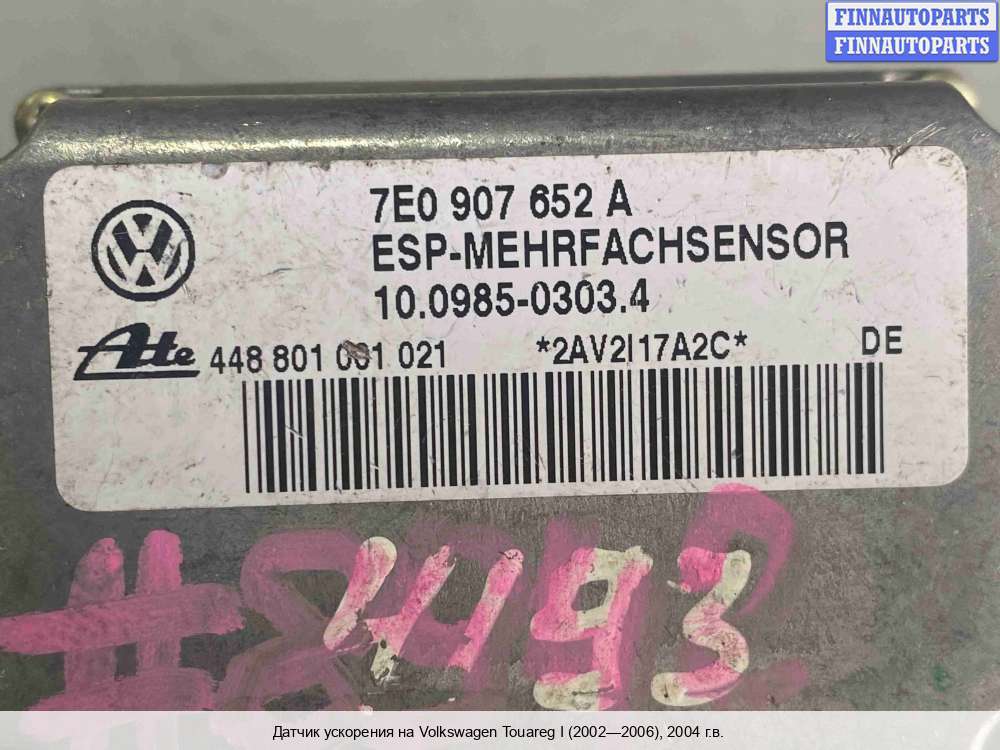 FINNAUTOPARTS
FINNAUTOPARTS
7E0 907 652 A
ESP-MEHRFACHSENSOR
10.0985-0303.4
Ate 448 801 001 021 *2AV2I17A2C* DE
Датчик ускорения на Volkswagen Touareg I (2002—2006), 2004 г.в.